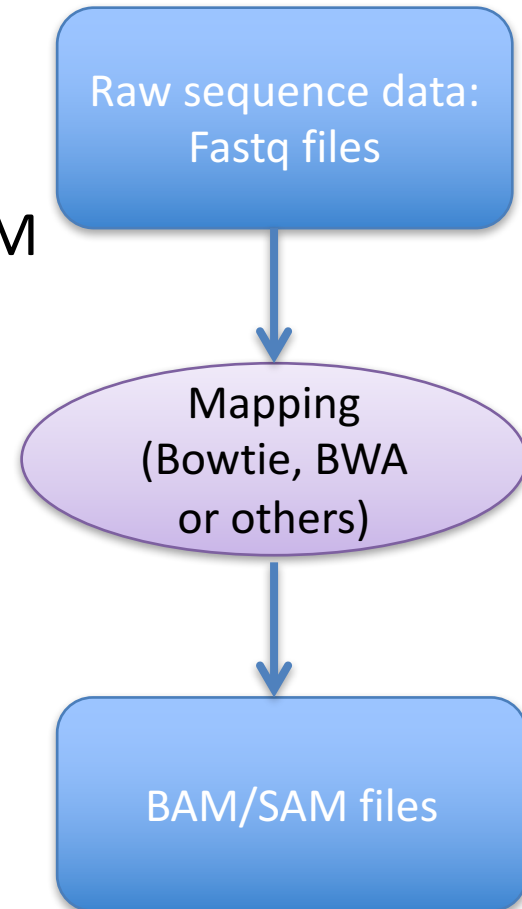 Raw sequence data:
Fastq files
M
Mapping
(Bowtie, BWA
or others)
BAM/SAM files